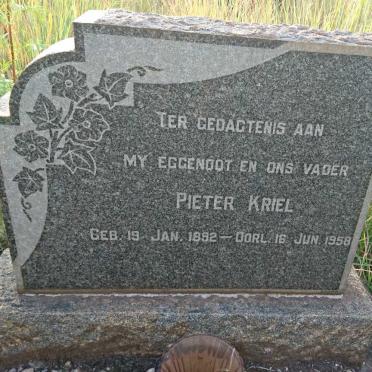 TER GEDAGTENIS AAN
MY EGGENOOT EN ONS VADER
PIETER KRIEL
GEB. 19 JAN. 1892 — OORL. 16 JUN. 1958